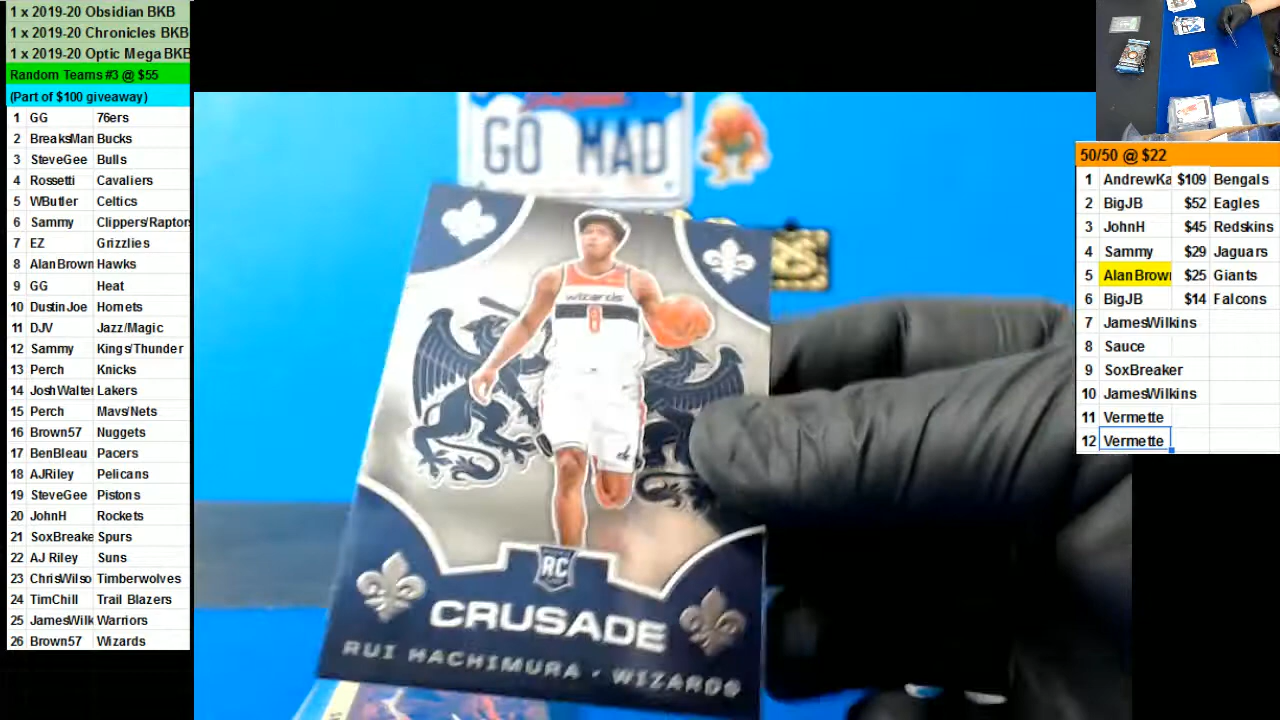 1 x 2019-20 Obsidian BKB
1 x 2019-20 Chronicles BKB
1 x 2019-20 Optic Mega BKB
Random Teams #3 @ $55
(Part of $100 giveaway)
1 GG 76ers
2 BreaksMan Bucks
3 SteveGee Bulls
4 Rossetti Cavaliers
5 WButler Celtics
6 Sammy Clippers/Raptors
7 EZ Grizzlies
8 AlanBrown Hawks
9 GG Heat
10 DustinJoe Hornets
11 DJV Jazz/Magic
12 Sammy Kings/Thunder
13 Perch Knicks
14 JoshWalter Lakers
15 Perch Mavs/Nets
16 Brown57 Nuggets
17 BenBleau Pacers
18 AJRiley Pelicans
19 SteveGee Pistons
20 JohnH Rockets
21 SoxBreake Spurs
22 AJ Riley Suns
23 ChrisWilso Timberwolves
24 TimChill Trail Blazers
25 JamesWilk Warriors
26 Brown57 Wizards
GO MAD
wizards
8
RC
CRUSADE
RUI HACHIMURA · WIZARDS
50/50 @ $22
1 AndrewKa $109 Bengals
2 BigJB $52 Eagles
3 JohnH $45 Redskins
4 Sammy $29 Jaguars
5 AlanBrown $25 Giants
6 BigJB $14 Falcons
7 JamesWilkins
8 Sauce
9 SoxBreaker
10 JamesWilkins
11 Vermette
12 Vermette